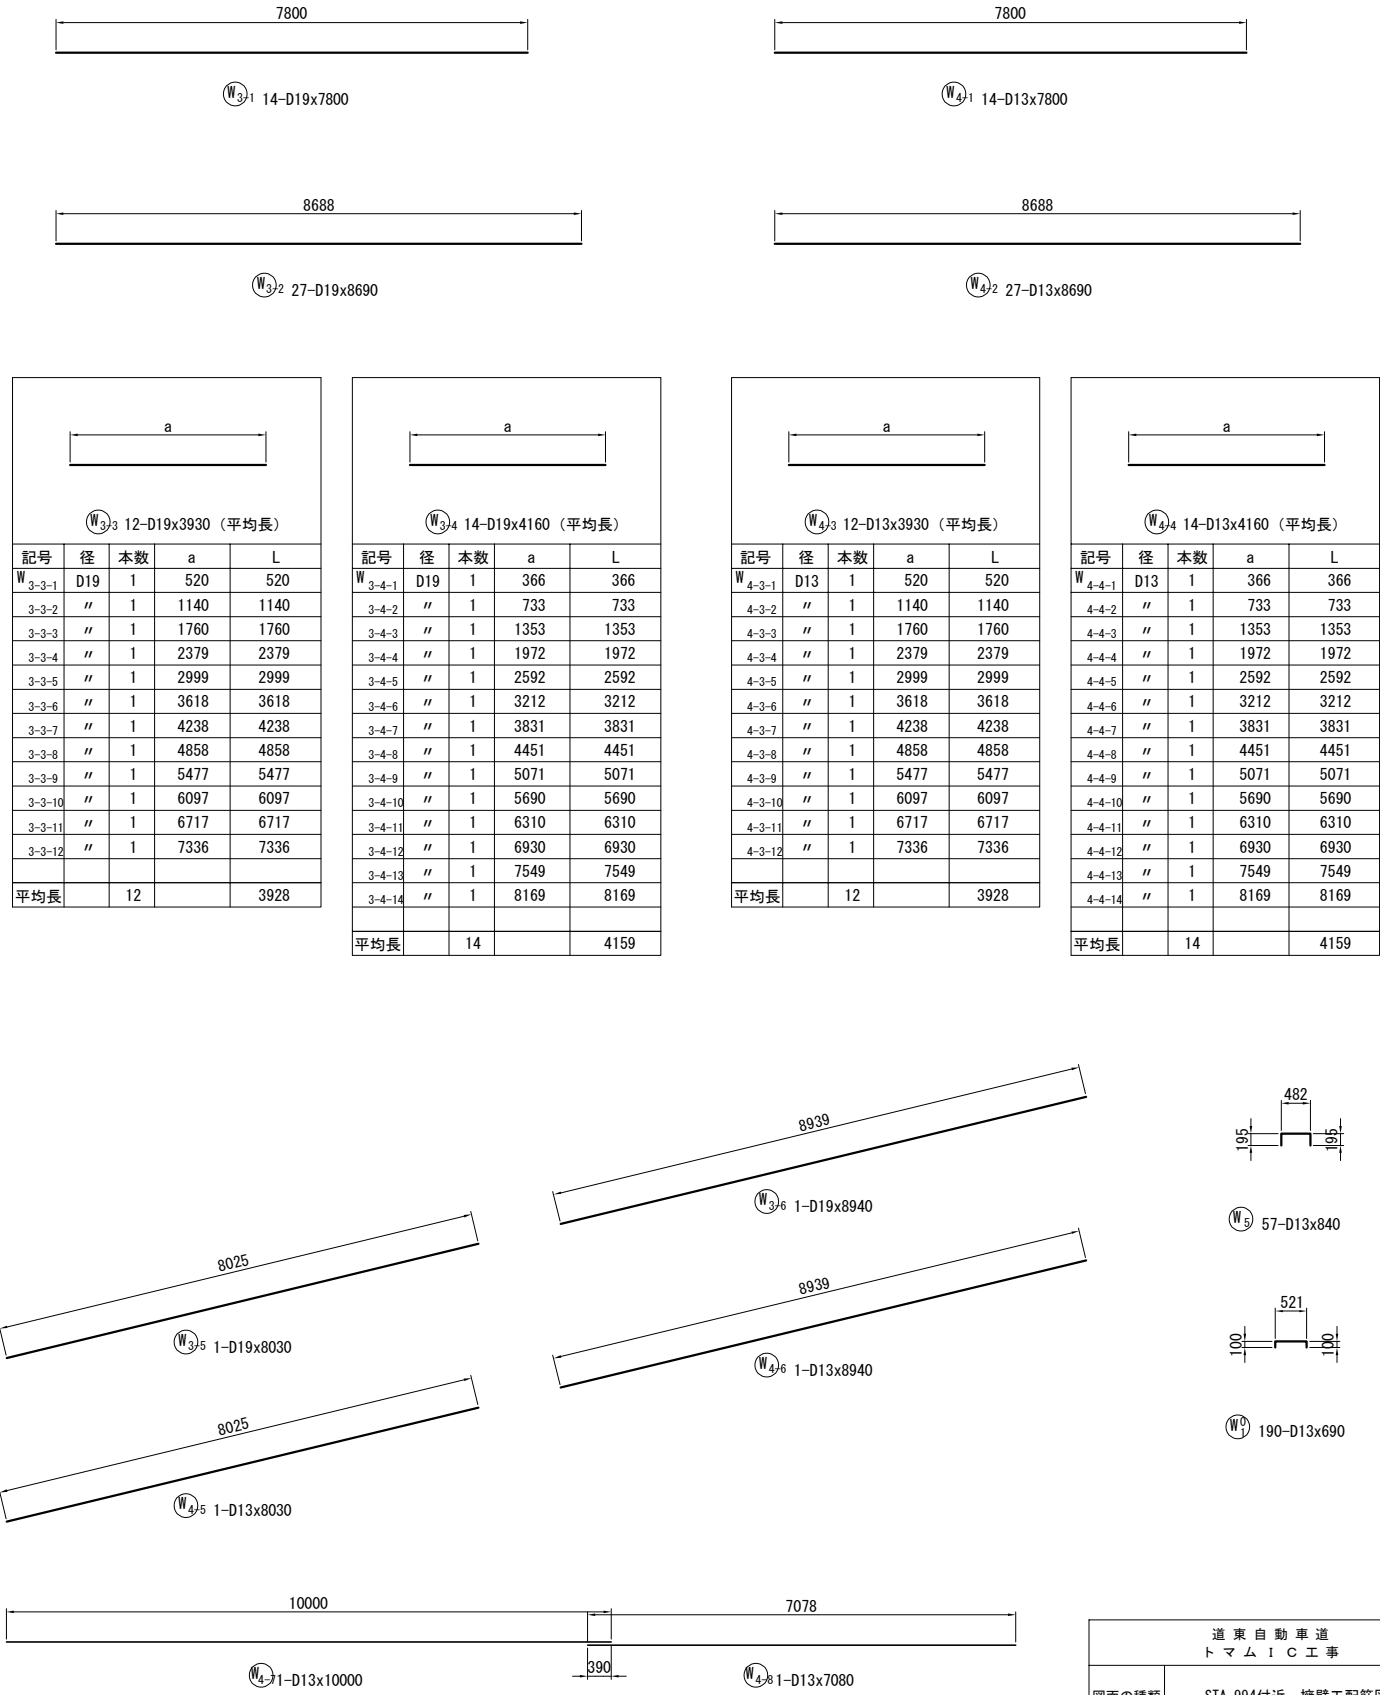 7800
W3-1 14-D19x7800
7800
W4-1 14-D13x7800
8688
W3-2 27-D19x8690
8688
W4-2 27-D13x8690
a
W3-3 12-D19x3930（平均長）
記号 径 本数 a L
W3-3-1 D19 1 520 520
3-3-2 〃 1 1140 1140
3-3-3 〃 1 1760 1760
3-3-4 〃 1 2379 2379
3-3-5 〃 1 2999 2999
3-3-6 〃 1 3618 3618
3-3-7 〃 1 4238 4238
3-3-8 〃 1 4858 4858
3-3-9 〃 1 5477 5477
3-3-10 〃 1 6097 6097
3-3-11 〃 1 6717 6717
3-3-12 〃 1 7336 7336
平均長 12 3928
a
W3-4 14-D19x4160（平均長）
記号 径 本数 a L
W3-4-1 D19 1 366 366
3-4-2 〃 1 733 733
3-4-3 〃 1 1353 1353
3-4-4 〃 1 1972 1972
3-4-5 〃 1 2592 2592
3-4-6 〃 1 3212 3212
3-4-7 〃 1 3831 3831
3-4-8 〃 1 4451 4451
3-4-9 〃 1 5071 5071
3-4-10 〃 1 5690 5690
3-4-11 〃 1 6310 6310
3-4-12 〃 1 6930 6930
3-4-13 〃 1 7549 7549
3-4-14 〃 1 8169 8169
平均長 14 4159
a
W4-3 12-D13x3930（平均長）
記号 径 本数 a L
W4-3-1 D13 1 520 520
4-3-2 〃 1 1140 1140
4-3-3 〃 1 1760 1760
4-3-4 〃 1 2379 2379
4-3-5 〃 1 2999 2999
4-3-6 〃 1 3618 3618
4-3-7 〃 1 4238 4238
4-3-8 〃 1 4858 4858
4-3-9 〃 1 5477 5477
4-3-10 〃 1 6097 6097
4-3-11 〃 1 6717 6717
4-3-12 〃 1 7336 7336
平均長 12 3928
a
W4-4 14-D13x4160（平均長）
記号 径 本数 a L
W4-4-1 D13 1 366 366
4-4-2 〃 1 733 733
4-4-3 〃 1 1353 1353
4-4-4 〃 1 1972 1972
4-4-5 〃 1 2592 2592
4-4-6 〃 1 3212 3212
4-4-7 〃 1 3831 3831
4-4-8 〃 1 4451 4451
4-4-9 〃 1 5071 5071
4-4-10 〃 1 5690 5690
4-4-11 〃 1 6310 6310
4-4-12 〃 1 6930 6930
4-4-13 〃 1 7549 7549
4-4-14 〃 1 8169 8169
平均長 14 4159
8939
W3-6 1-D19x8940
482
195 195
W5 57-D13x840
8025
W3-5 1-D19x8030
8939
W4-6 1-D13x8940
521
100 100
W0 1 190-D13x690
8025
W4-5 1-D13x8030
10000
7078
390
W4-7 1-D13x10000
W4-8 1-D13x7080
道東自動車道
トマムＩＣ工事